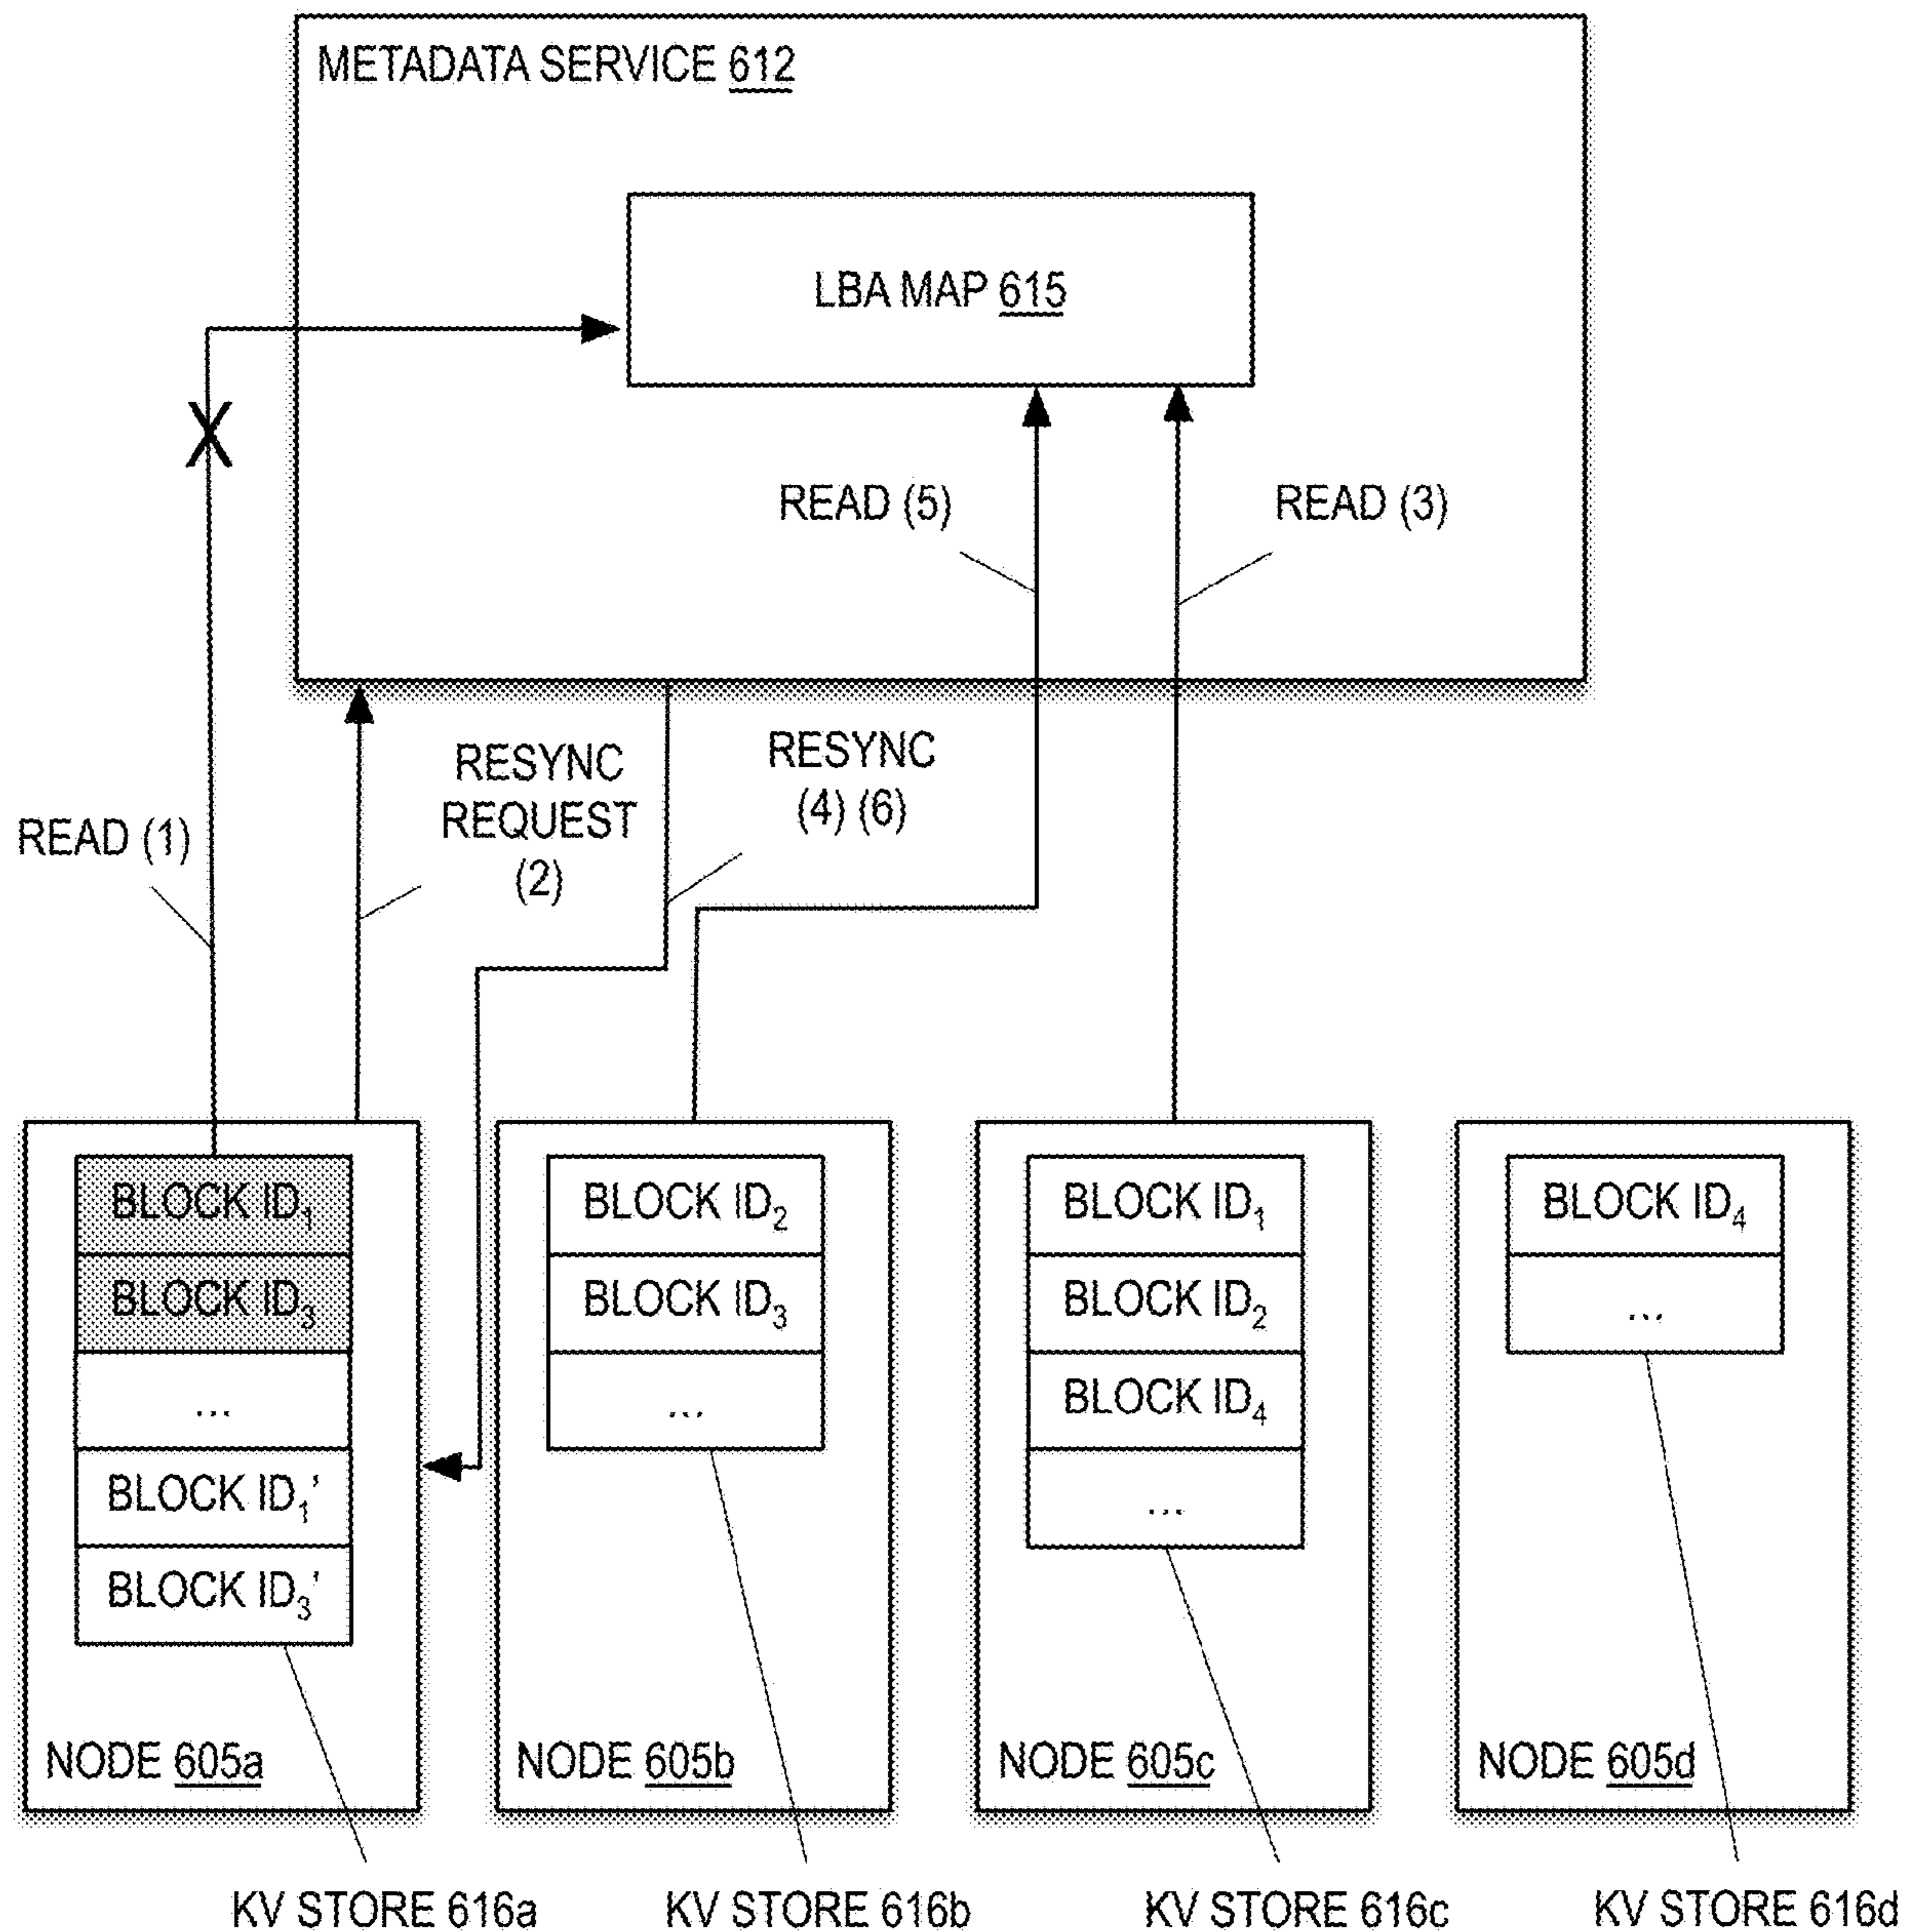 METADATA SERVICE 612
LBA MAP 615
READ (5)
READ (3)
READ (1)
RESYNC
REQUEST
(2)
RESYNC
(4) (6)
BLOCK ID₁
BLOCK ID₃
...
BLOCK ID₁'
BLOCK ID₃'
NODE 605a
BLOCK ID₂
BLOCK ID₃
...
NODE 605b
BLOCK ID₁
BLOCK ID₂
BLOCK ID₄
...
NODE 605c
BLOCK ID₄
...
NODE 605d
KV STORE 616a
KV STORE 616b
KV STORE 616c
KV STORE 616d